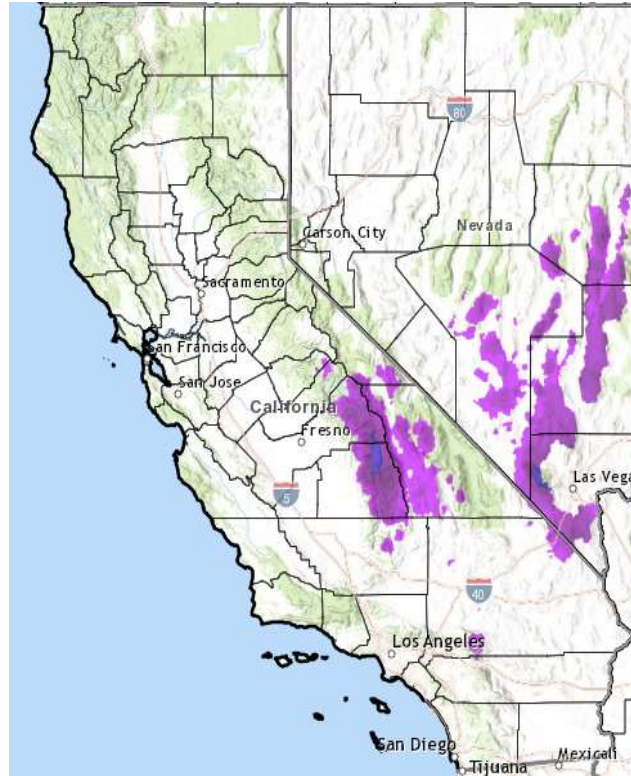 80
Carson City
Nevada
Sacramento
San Francisco
San Jose
California
Fresno
5
Las Vega
40
Los Angeles
San Diego
Tijuana
Mexicali